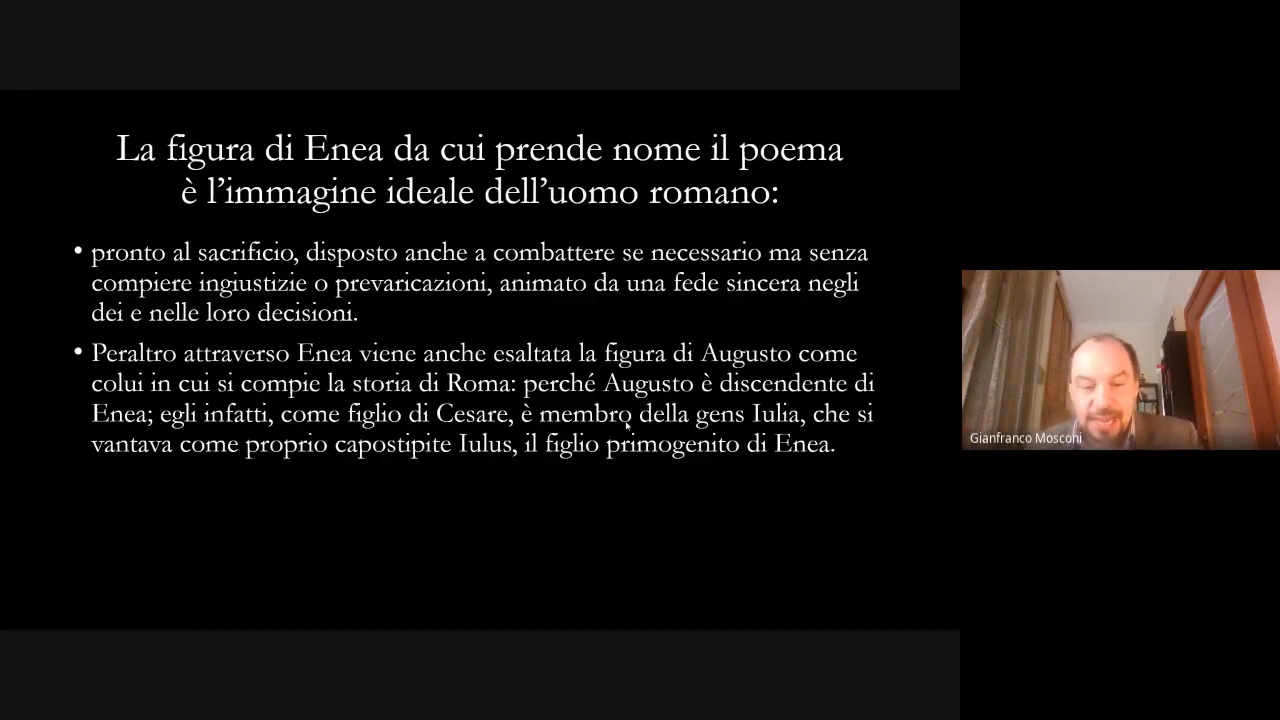 La figura di Enea da cui prende nome il poema
è l’immagine ideale dell’uomo romano:
• pronto al sacrificio, disposto anche a combattere se necessario ma senza
compiere ingiustizie o prevaricazioni, animato da una fede sincera negli
dei e nelle loro decisioni.
• Peraltro attraverso Enea viene anche esaltata la figura di Augusto come
colui in cui si compie la storia di Roma: perché Augusto è discendente di
Enea; egli infatti, come figlio di Cesare, è membro della gens Iulia, che si
vantava come proprio capostipite Iulus, il figlio primogenito di Enea.
Gianfranco Mosconi